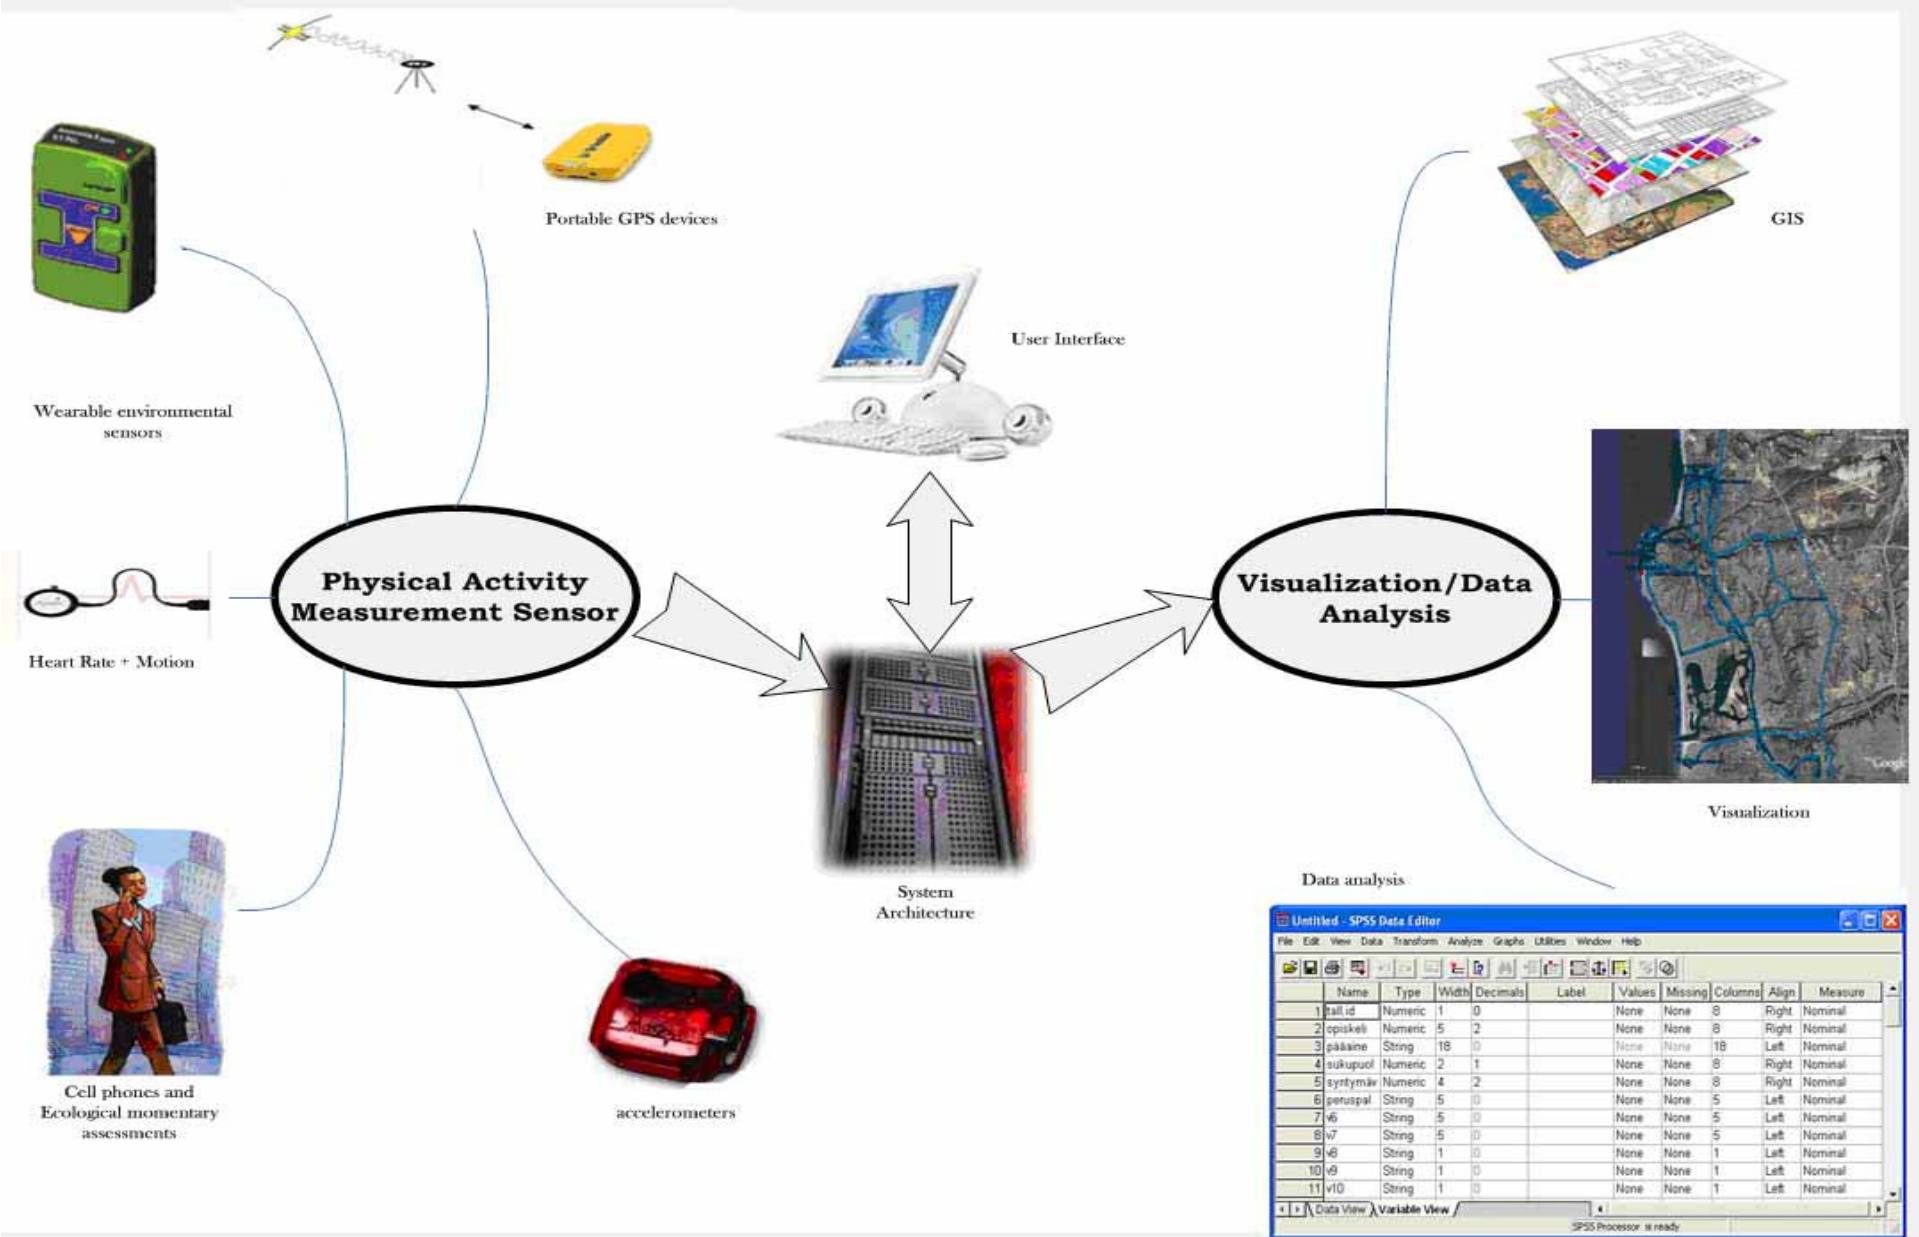 Portable GPS devices
GIS
User Interface
Wearable environmental
sensors
Physical Activity
Measurement Sensor
Visualization/Data
Analysis
Heart Rate + Motion
Visualization
Google
System
Architecture
Data analysis
Cell phones and
Ecological momentary
assessments
accelerometers
Untitled - SPSS Data Editor
File Edit View Data Transform Analyze Graphs Utilities Window Help
Name Type Width Decimals Label Values Missing Columns Align Measure
1 tall.id Numeric 1 0 None None 8 Right Nominal
2 opiskeli Numeric 5 2 None None 8 Right Nominal
3 pääaine String 18 0 None None 18 Left Nominal
4 sukupuol Numeric 2 1 None None 8 Right Nominal
5 syntymäv Numeric 4 2 None None 8 Right Nominal
6 peruspal String 5 0 None None 5 Left Nominal
7 v6 String 5 0 None None 5 Left Nominal
8 v7 String 5 0 None None 5 Left Nominal
9 v8 String 1 0 None None 1 Left Nominal
10 v9 String 1 0 None None 1 Left Nominal
11 v10 String 1 0 None None 1 Left Nominal
Data View Variable View
SPSS Processor is ready